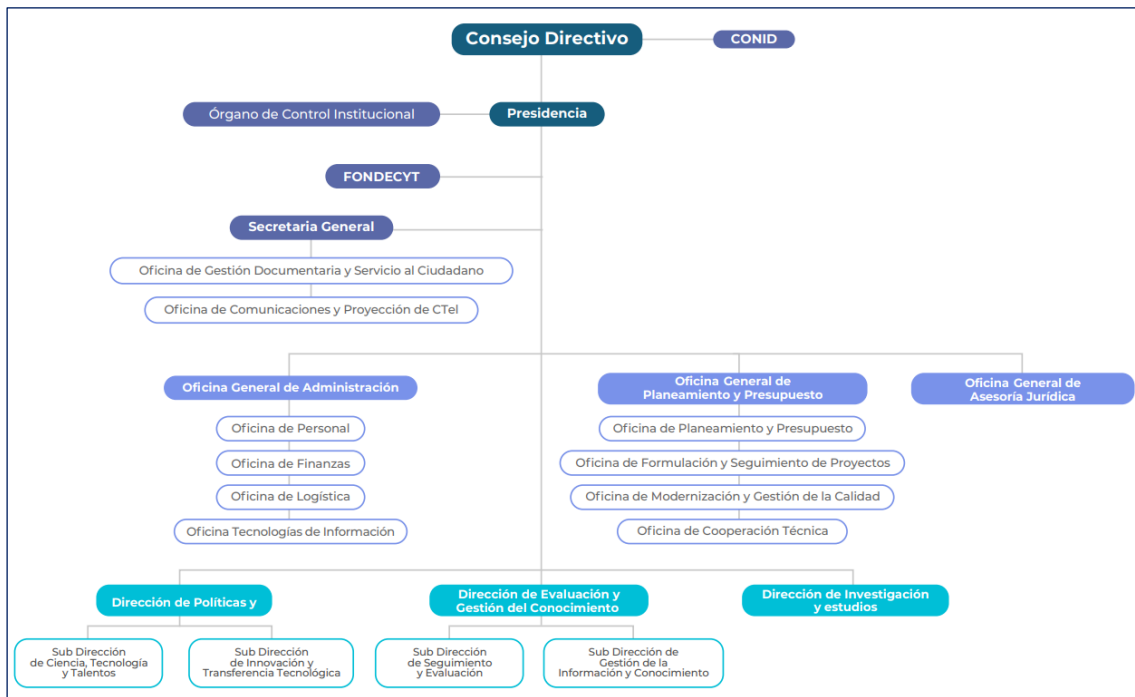 Consejo Directivo
CONID
Órgano de Control Institucional
Presidencia
FONDECYT
Secretaria General
Oficina de Gestión Documentaria y Servicio al Ciudadano
Oficina de Comunicaciones y Proyección de CTel
Oficina General de Administración
Oficina de Personal
Oficina de Finanzas
Oficina de Logística
Oficina Tecnologías de Información
Oficina General de
Planeamiento y Presupuesto
Oficina de Planeamiento y Presupuesto
Oficina de Formulación y Seguimiento de Proyectos
Oficina de Modernización y Gestión de la Calidad
Oficina de Cooperación Técnica
Oficina General de
Asesoría Jurídica
Dirección de Políticas y
Sub Dirección
de Ciencia, Tecnología
y Talentos
Sub Dirección
de Innovación y
Transferencia Tecnológica
Dirección de Evaluación y
Gestión del Conocimiento
Sub Dirección
de Seguimiento
y Evaluación
Sub Dirección de
Gestión de la
Información y Conocimiento
Dirección de Investigación
y estudios